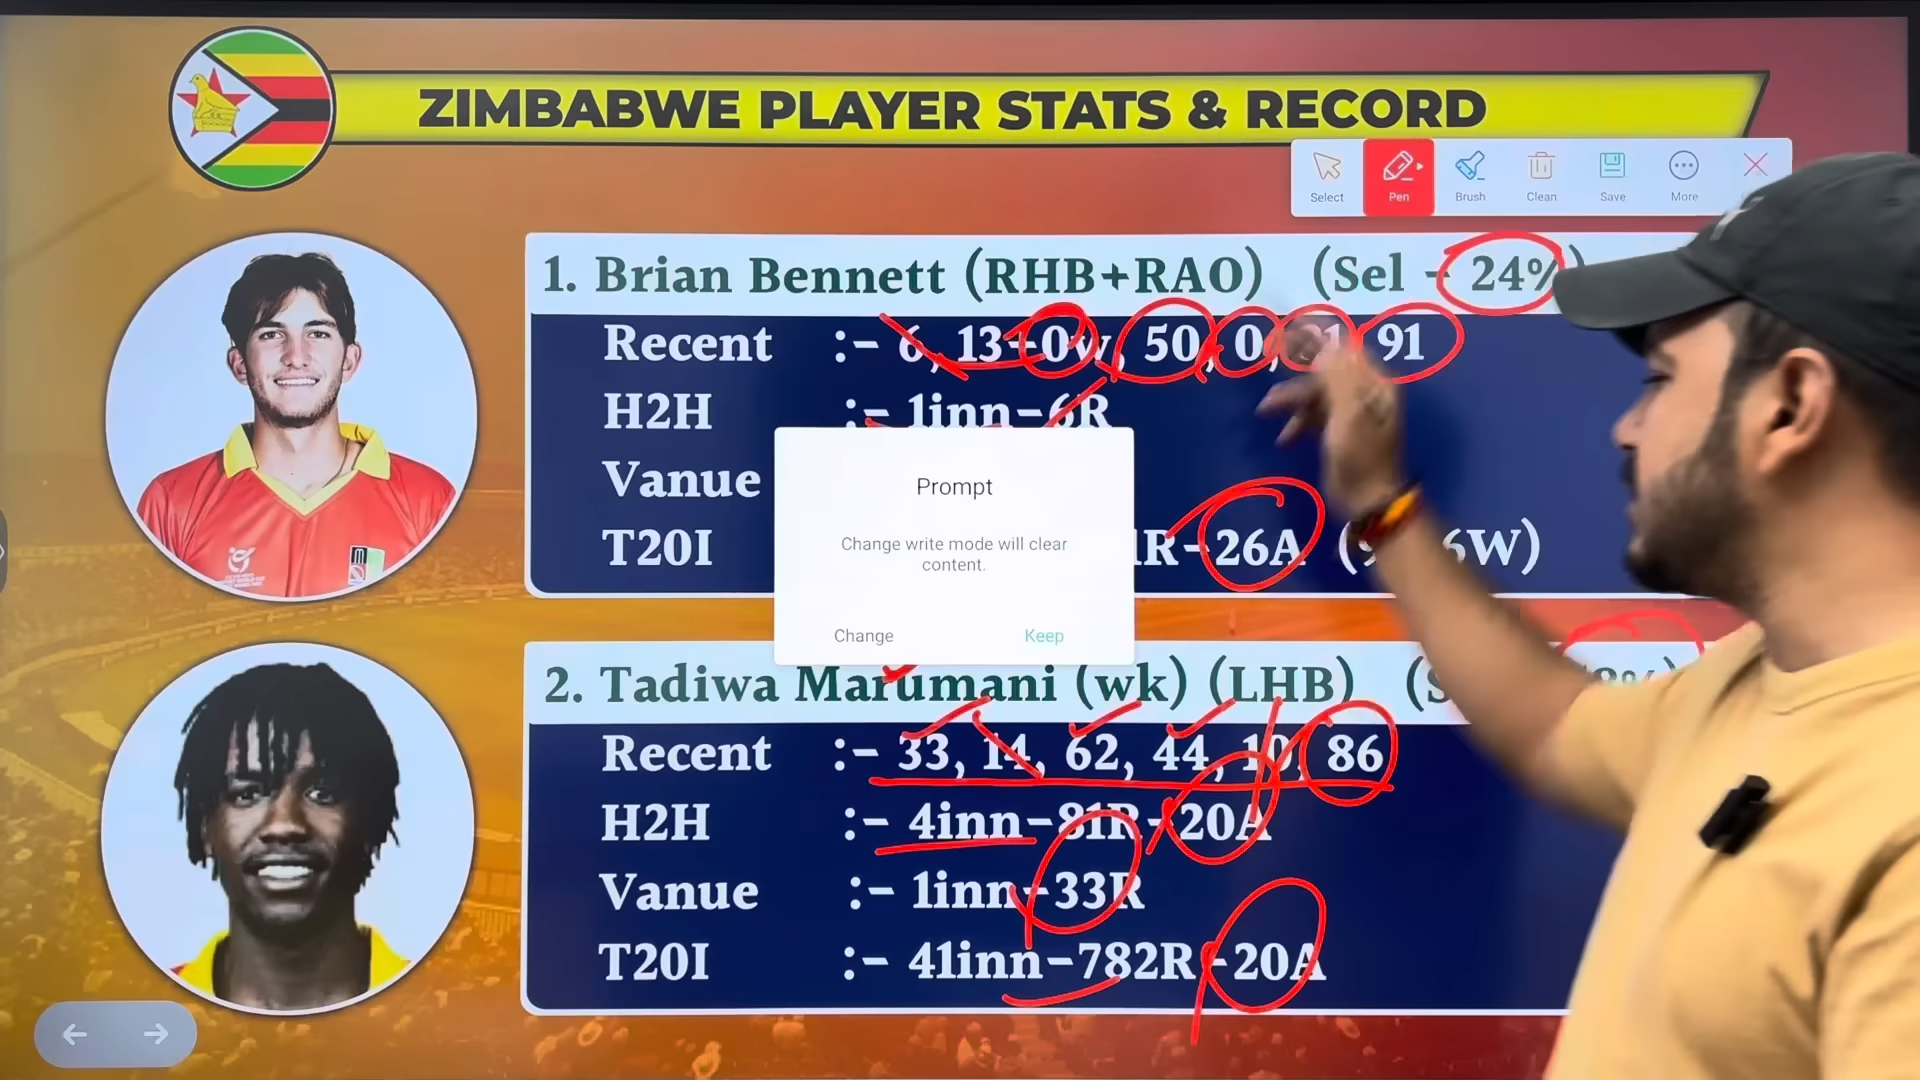 ZIMBABWE PLAYER STATS & RECORD
Select Pen Brush Clean Save More
1. Brian Bennett (RHB+RAO) (Sel - 24%)
Recent :- 6, 13+0w, 50, 0, 91
H2H :- 1inn-6R
Vanue
T20I R-26A 6W)
Prompt
Change write mode will clear
content.
Change Keep
2. Tadiwa Marumani (wk) (LHB)
Recent :- 33, 14, 62, 44, 10, 86
H2H :- 4inn-81R-20A
Vanue :- 1inn-33R
T20I :- 41inn-782R-20A